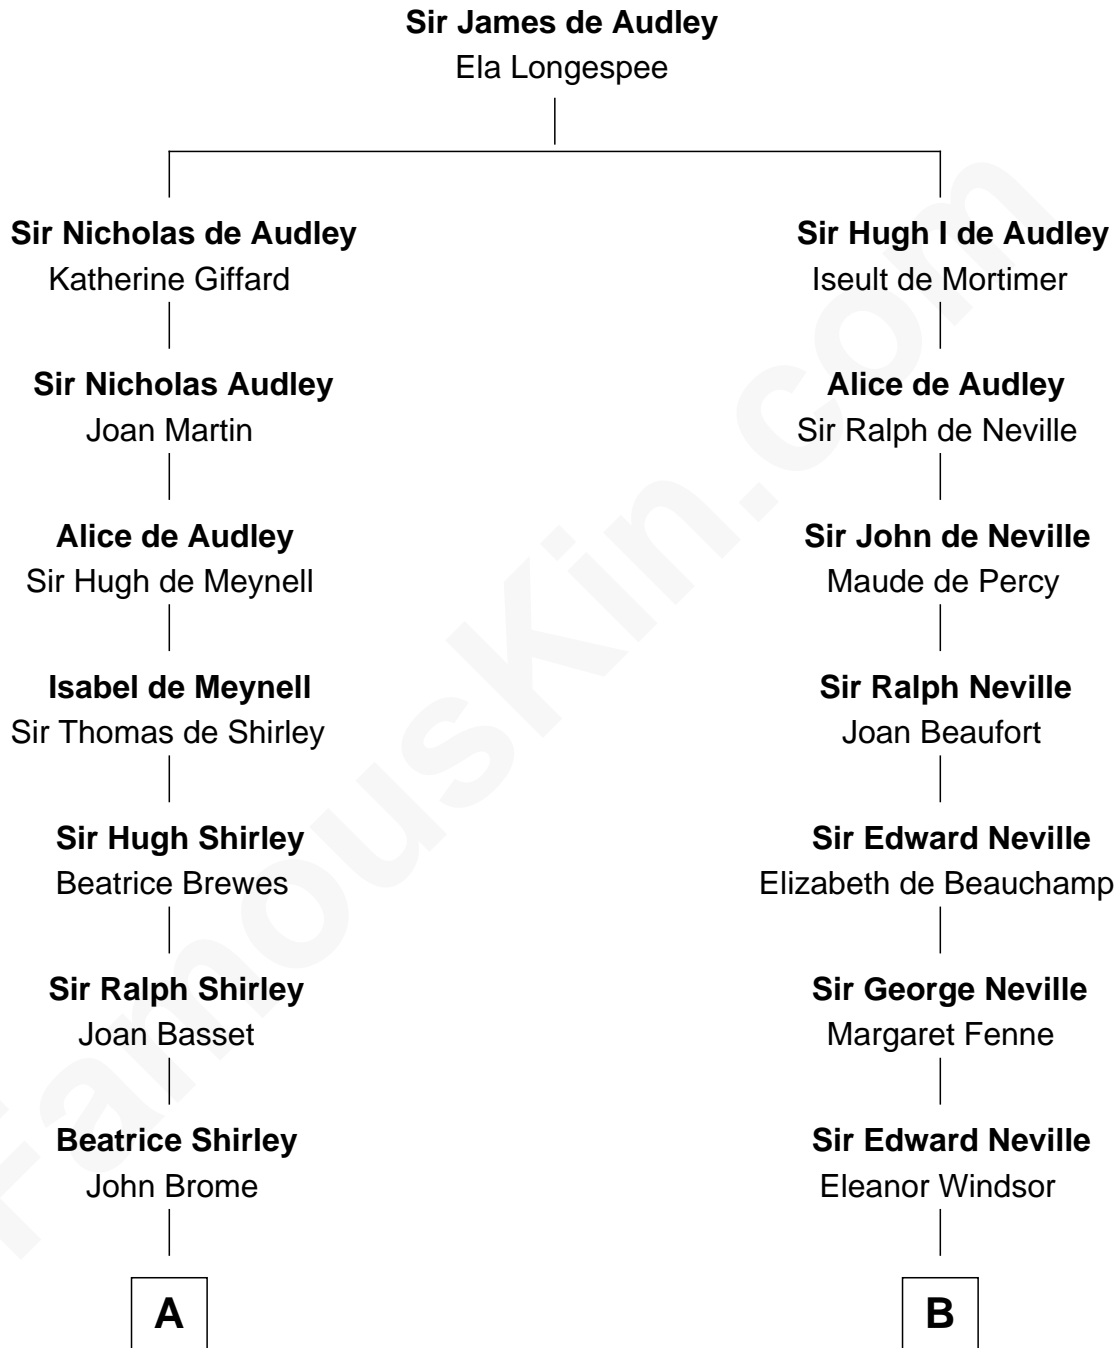 Sir James de Audley
Ela Longespee
Sir Nicholas de Audley
Katherine Giffard
Sir Nicholas Audley
Joan Martin
Alice de Audley
Sir Hugh de Meynell
Isabel de Meynell
Sir Thomas de Shirley
Sir Hugh Shirley
Beatrice Brewes
Sir Ralph Shirley
Joan Basset
Beatrice Shirley
John Brome
A
Sir Hugh I de Audley
Iseult de Mortimer
Alice de Audley
Sir Ralph de Neville
Sir John de Neville
Maude de Percy
Sir Ralph Neville
Joan Beaufort
Sir Edward Neville
Elizabeth de Beauchamp
Sir George Neville
Margaret Fenne
Sir Edward Neville
Eleanor Windsor
B
FamousKin.com